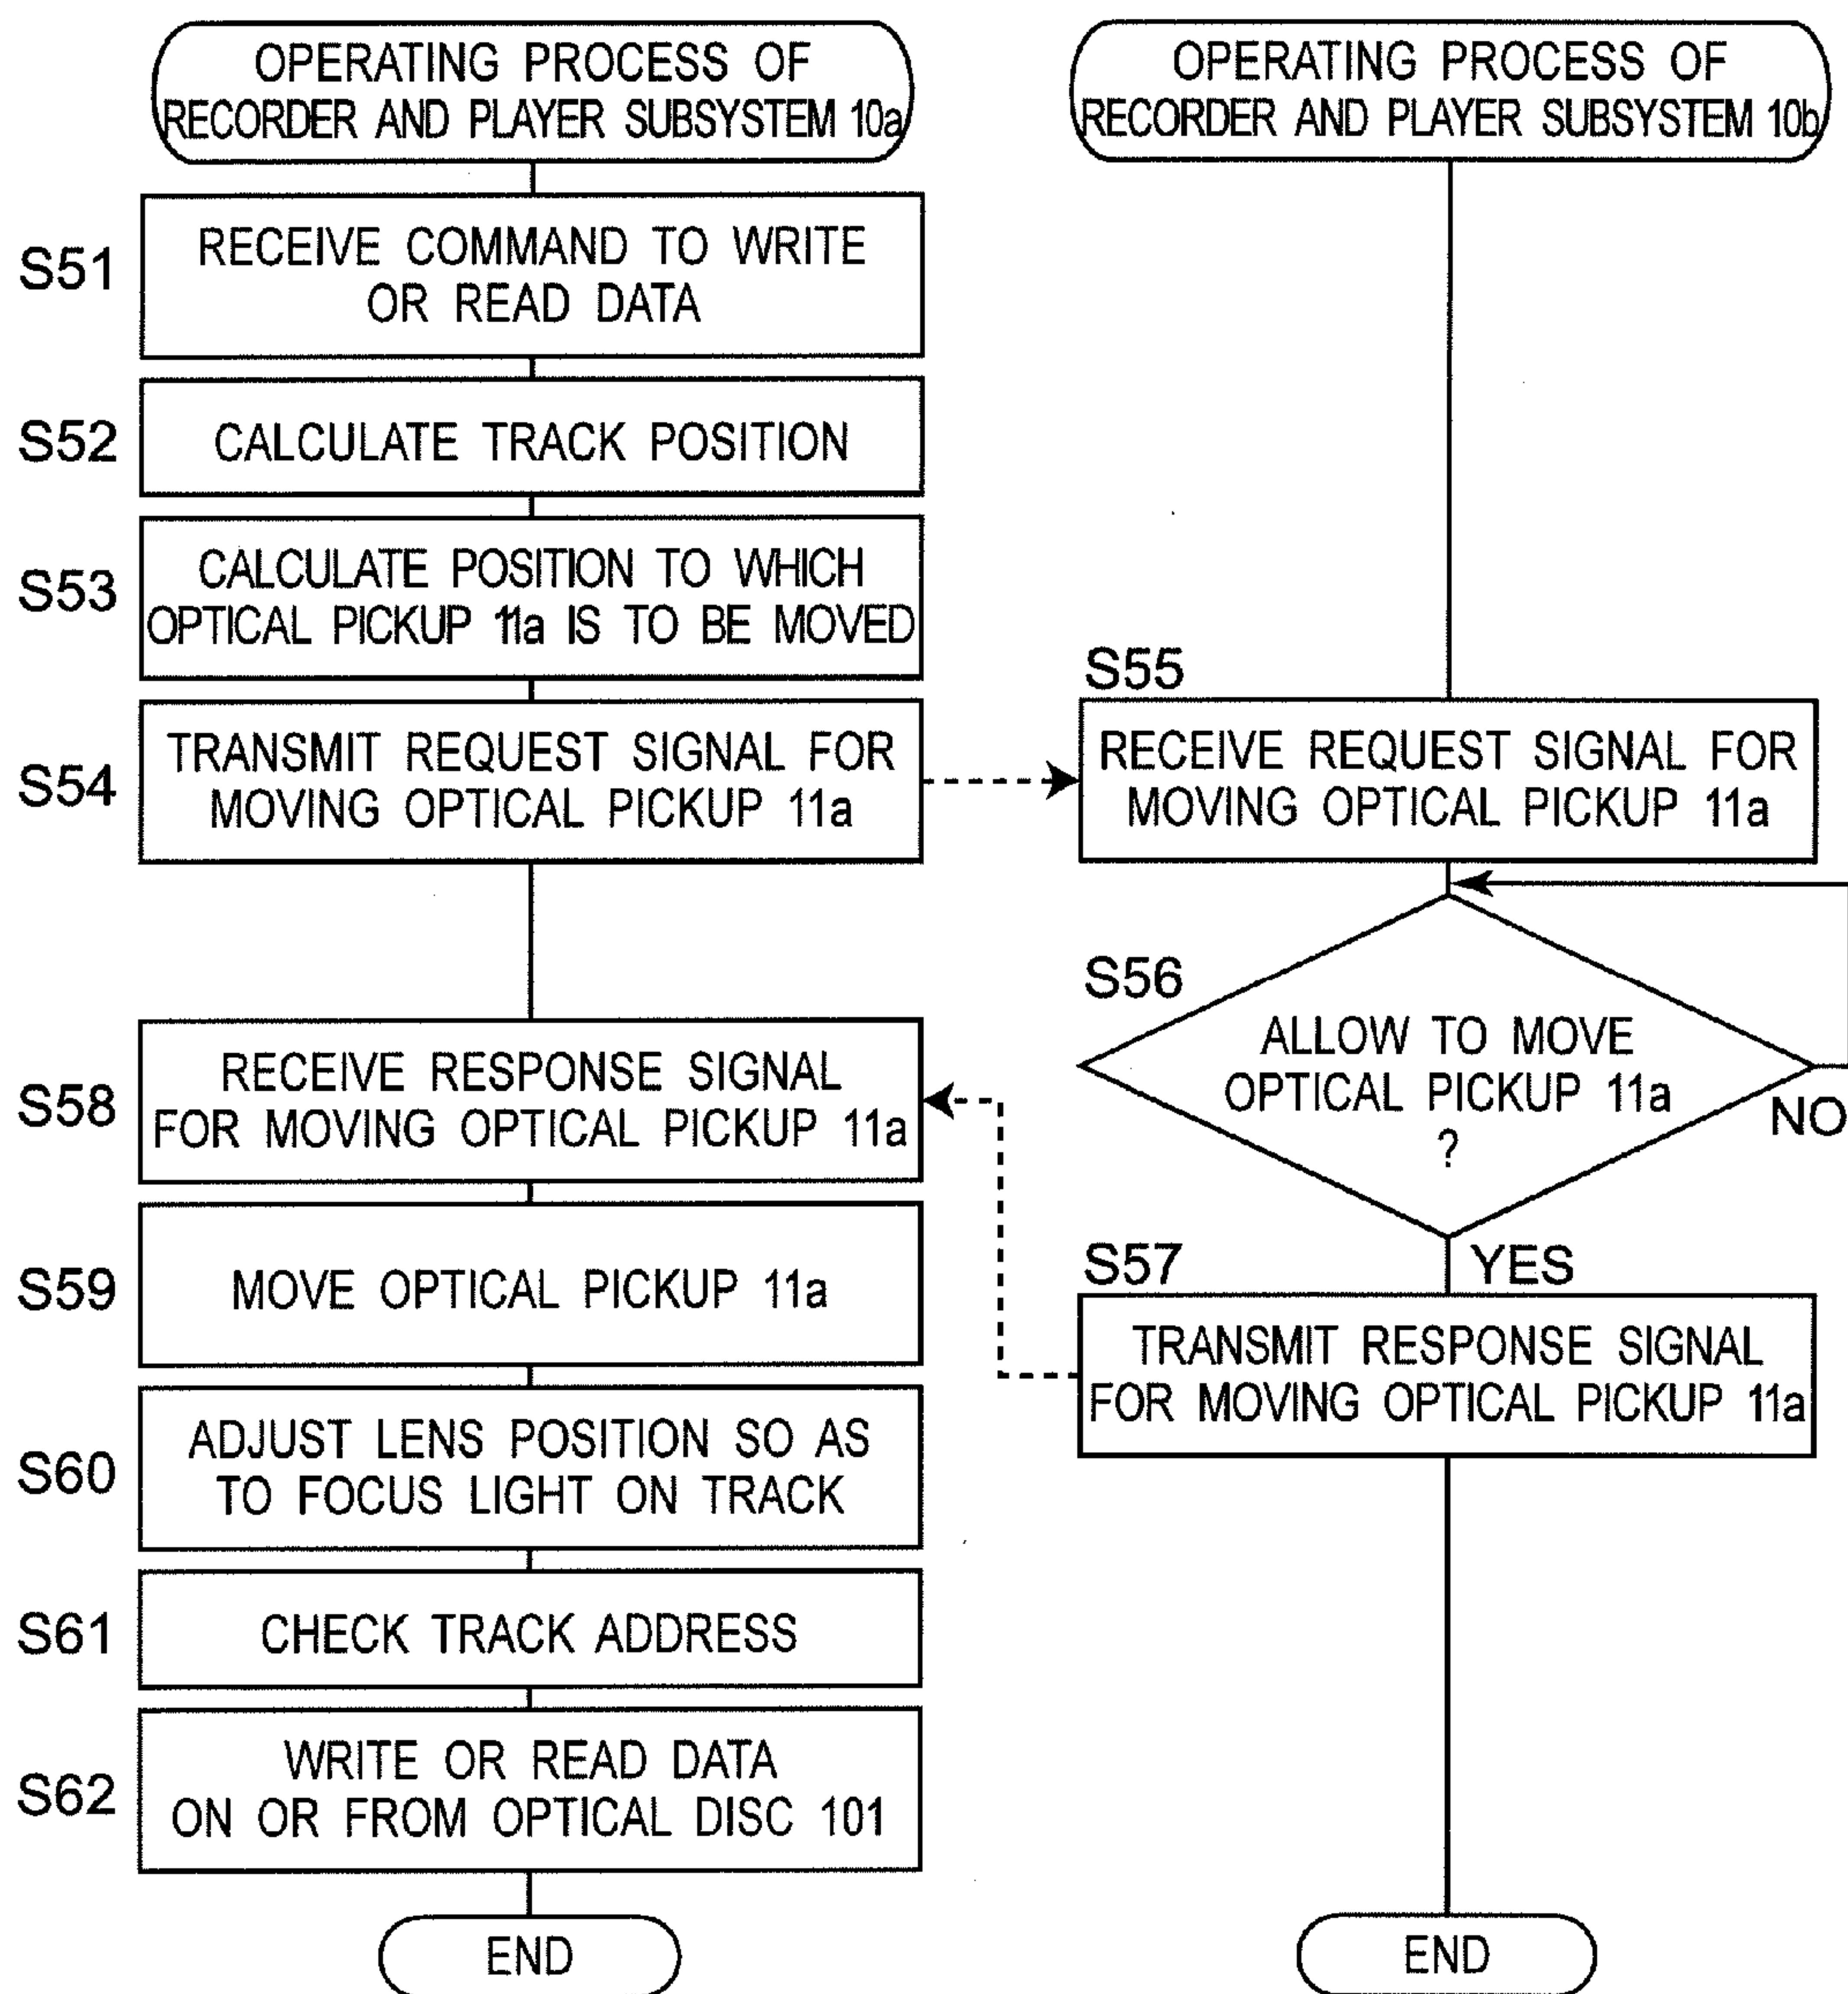 OPERATING PROCESS OF
RECORDER AND PLAYER SUBSYSTEM 10a
S51
RECEIVE COMMAND TO WRITE
OR READ DATA
S52
CALCULATE TRACK POSITION
S53
CALCULATE POSITION TO WHICH
OPTICAL PICKUP 11a IS TO BE MOVED
S54
TRANSMIT REQUEST SIGNAL FOR
MOVING OPTICAL PICKUP 11a
S58
RECEIVE RESPONSE SIGNAL
FOR MOVING OPTICAL PICKUP 11a
S59
MOVE OPTICAL PICKUP 11a
S60
ADJUST LENS POSITION SO AS
TO FOCUS LIGHT ON TRACK
S61
CHECK TRACK ADDRESS
S62
WRITE OR READ DATA
ON OR FROM OPTICAL DISC 101
END
OPERATING PROCESS OF
RECORDER AND PLAYER SUBSYSTEM 10b
S55
RECEIVE REQUEST SIGNAL FOR
MOVING OPTICAL PICKUP 11a
S56
ALLOW TO MOVE
OPTICAL PICKUP 11a
?
NO
YES
S57
TRANSMIT RESPONSE SIGNAL
FOR MOVING OPTICAL PICKUP 11a
END